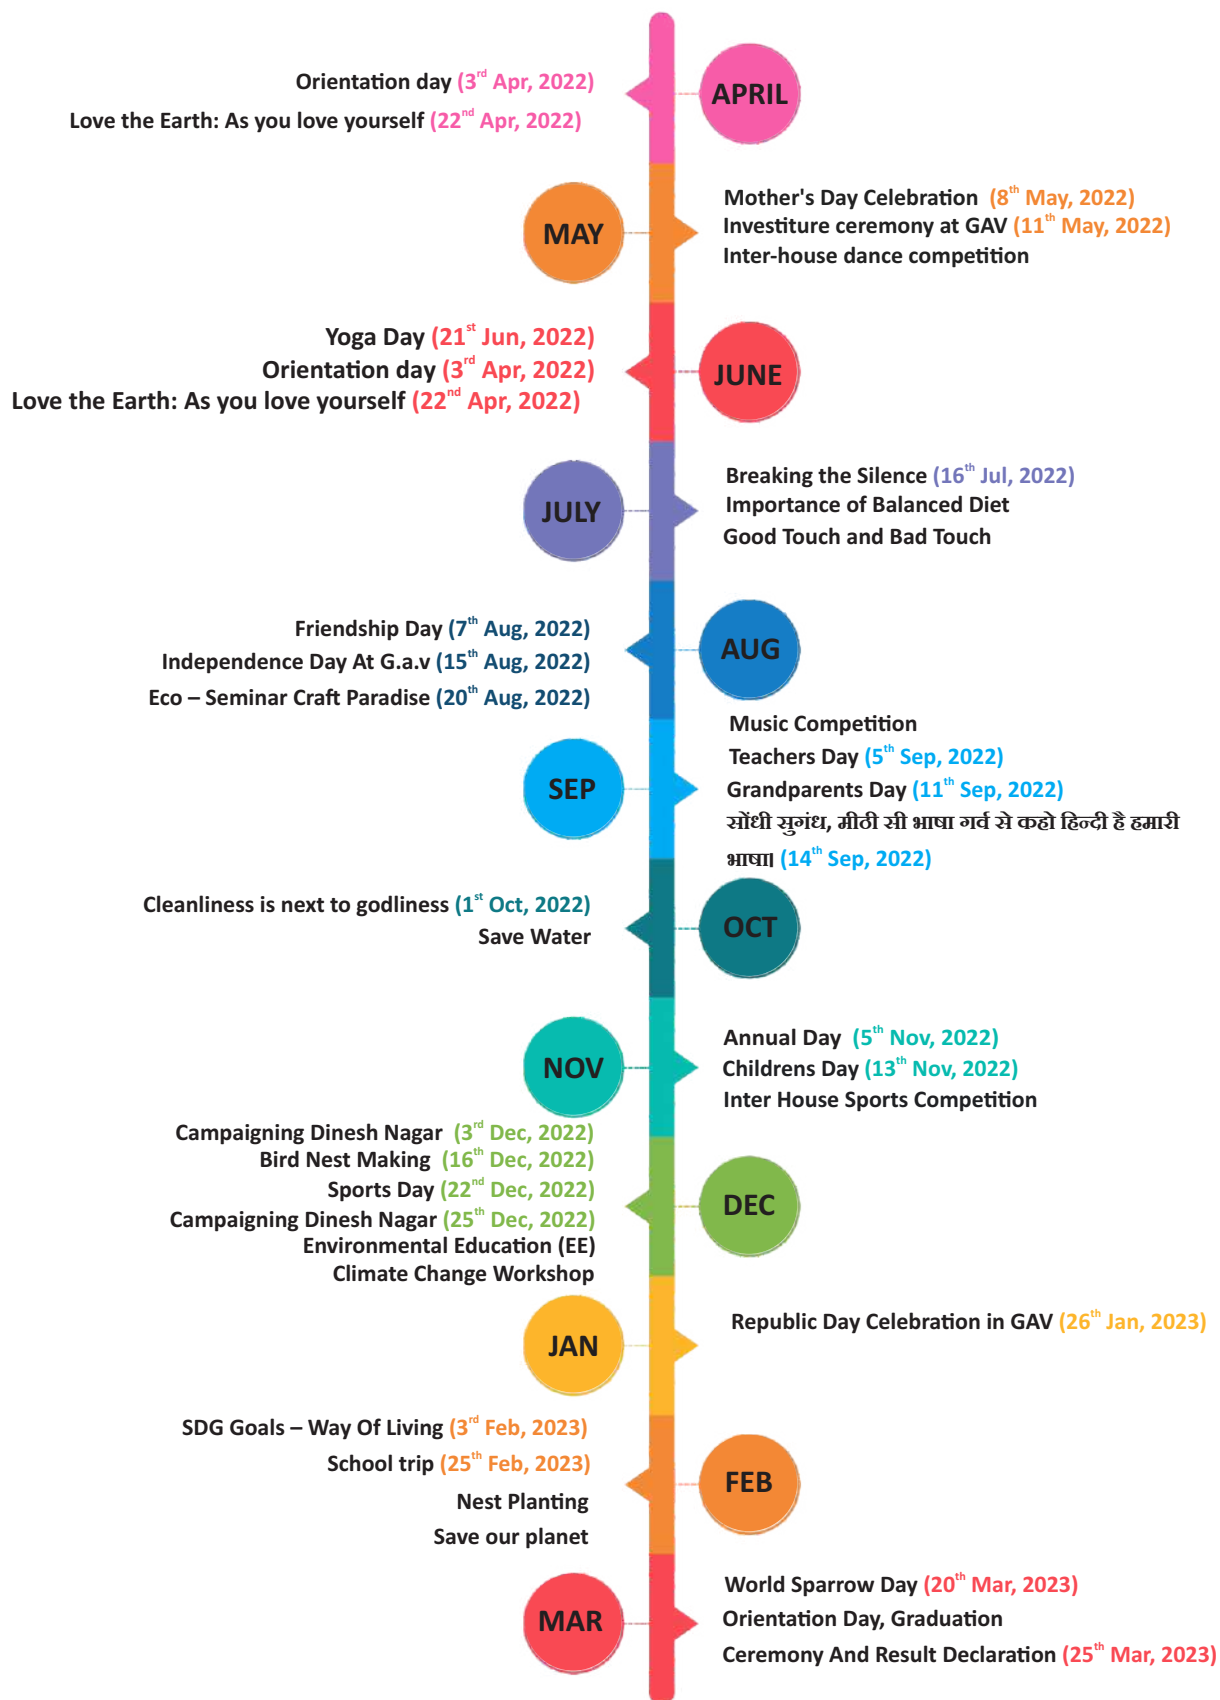 APRIL
Orientation day (3rd Apr, 2022)
Love the Earth: As you love yourself (22nd Apr, 2022)
MAY
Mother's Day Celebration (8th May, 2022)
Investiture ceremony at GAV (11th May, 2022)
Inter-house dance competition
JUNE
Yoga Day (21st Jun, 2022)
Orientation day (3rd Apr, 2022)
Love the Earth: As you love yourself (22nd Apr, 2022)
JULY
Breaking the Silence (16th Jul, 2022)
Importance of Balanced Diet
Good Touch and Bad Touch
AUG
Friendship Day (7th Aug, 2022)
Independence Day At G.a.v (15th Aug, 2022)
Eco – Seminar Craft Paradise (20th Aug, 2022)
SEP
Music Competition
Teachers Day (5th Sep, 2022)
Grandparents Day (11th Sep, 2022)
सोंधी सुगंध, मीठी सी भाषा गर्व से कहो हिन्दी है हमारी
भाषा| (14th Sep, 2022)
OCT
Cleanliness is next to godliness (1st Oct, 2022)
Save Water
NOV
Annual Day (5th Nov, 2022)
Childrens Day (13th Nov, 2022)
Inter House Sports Competition
DEC
Campaigning Dinesh Nagar (3rd Dec, 2022)
Bird Nest Making (16th Dec, 2022)
Sports Day (22nd Dec, 2022)
Campaigning Dinesh Nagar (25th Dec, 2022)
Environmental Education (EE)
Climate Change Workshop
JAN
Republic Day Celebration in GAV (26th Jan, 2023)
FEB
SDG Goals – Way Of Living (3rd Feb, 2023)
School trip (25th Feb, 2023)
Nest Planting
Save our planet
MAR
World Sparrow Day (20th Mar, 2023)
Orientation Day, Graduation
Ceremony And Result Declaration (25th Mar, 2023)